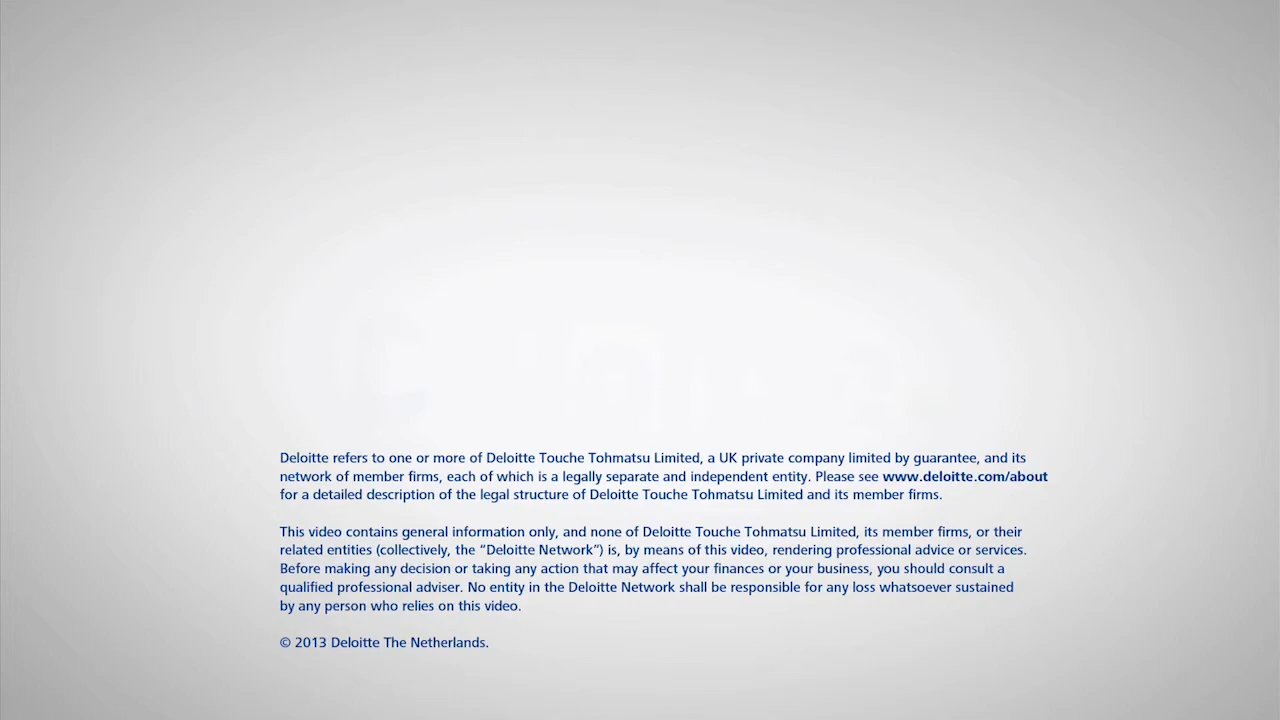 Deloitte refers to one or more of Deloitte Touche Tohmatsu Limited, a UK private company limited by guarantee, and its
network of member firms, each of which is a legally separate and independent entity. Please see www.deloitte.com/about
for a detailed description of the legal structure of Deloitte Touche Tohmatsu Limited and its member firms.
This video contains general information only, and none of Deloitte Touche Tohmatsu Limited, its member firms, or their
related entities (collectively, the “Deloitte Network”) is, by means of this video, rendering professional advice or services.
Before making any decision or taking any action that may affect your finances or your business, you should consult a
qualified professional adviser. No entity in the Deloitte Network shall be responsible for any loss whatsoever sustained
by any person who relies on this video.
© 2013 Deloitte The Netherlands.